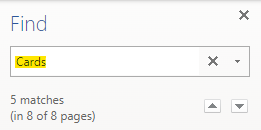 Find
Cards
5 matches
(in 8 of 8 pages)